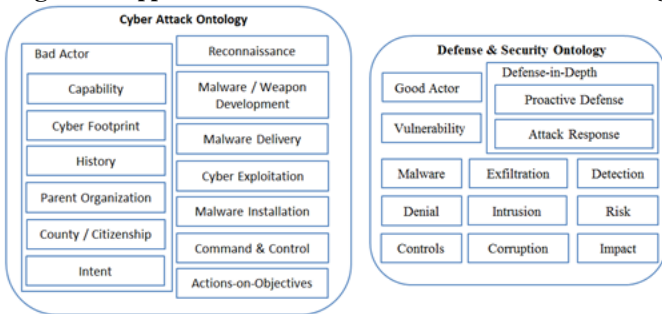 Cyber Attack Ontology
Bad Actor
Capability
Cyber Footprint
History
Parent Organization
County / Citizenship
Intent
Reconnaissance
Malware / Weapon
Development
Malware Delivery
Cyber Exploitation
Malware Installation
Command & Control
Actions-on-Objectives
Defense & Security Ontology
Good Actor
Vulnerability
Defense-in-Depth
Proactive Defense
Attack Response
Malware
Exfiltration
Detection
Denial
Intrusion
Risk
Controls
Corruption
Impact